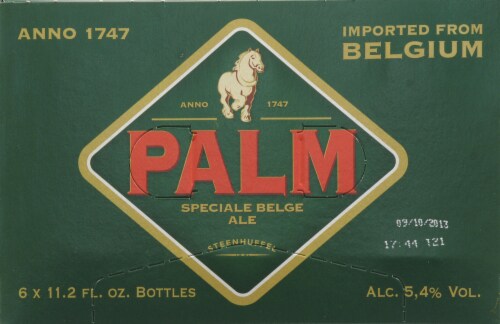 ANNO 1747
IMPORTED FROM
BELGIUM
ANNO 1747
PALM
SPECIALE BELGE
ALE
STEENHUFFEL
09/10/2013
17:44 121
6 X 11.2 FL. OZ. BOTTLES
ALC. 5,4% VOL.